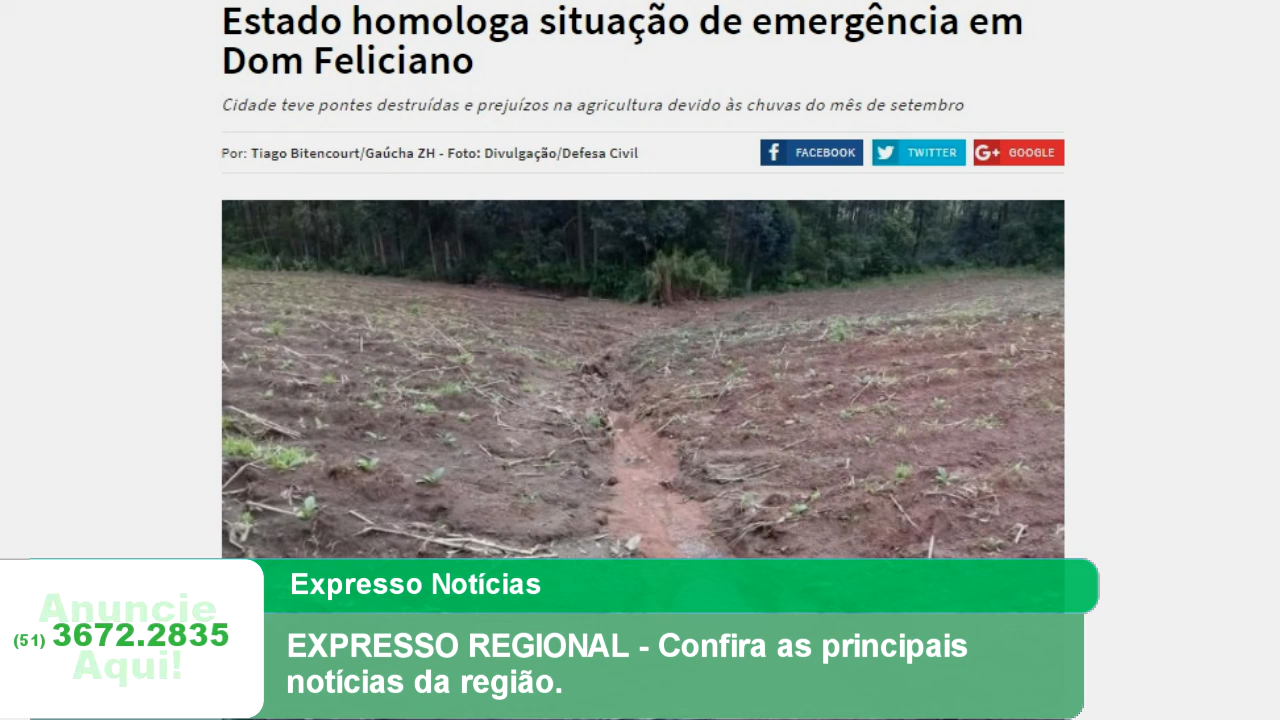 Estado homologa situação de emergência em
Dom Feliciano
Cidade teve pontes destruídas e prejuízos na agricultura devido às chuvas do mês de setembro
Por: Tiago Bitencourt/Gaúcha ZH - Foto: Divulgação/Defesa Civil
FACEBOOK
TWITTER
G+ GOOGLE
Expresso Notícias
Anuncie
(51) 3672.2835
Aqui!
EXPRESSO REGIONAL - Confira as principais
notícias da região.